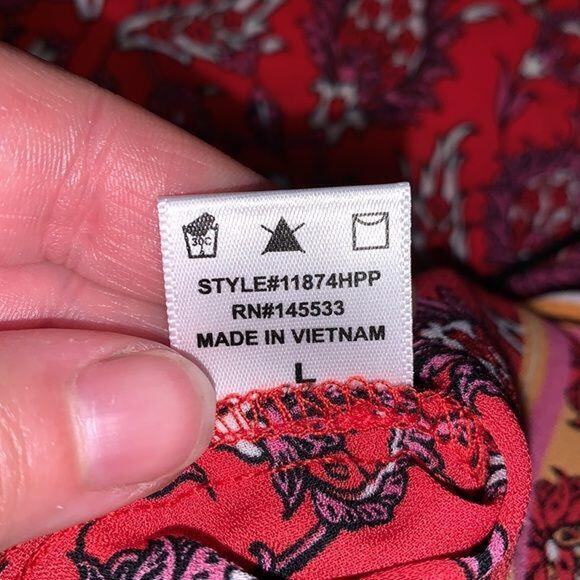 30C
STYLE#11874HPP
RN#145533
MADE IN VIETNAM
L